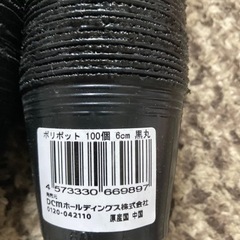 ポリポット 100個 6cm 黒丸
4 573330 669897
発売元
DCMホールディングス株式会社
0120-042110 原産国 中国